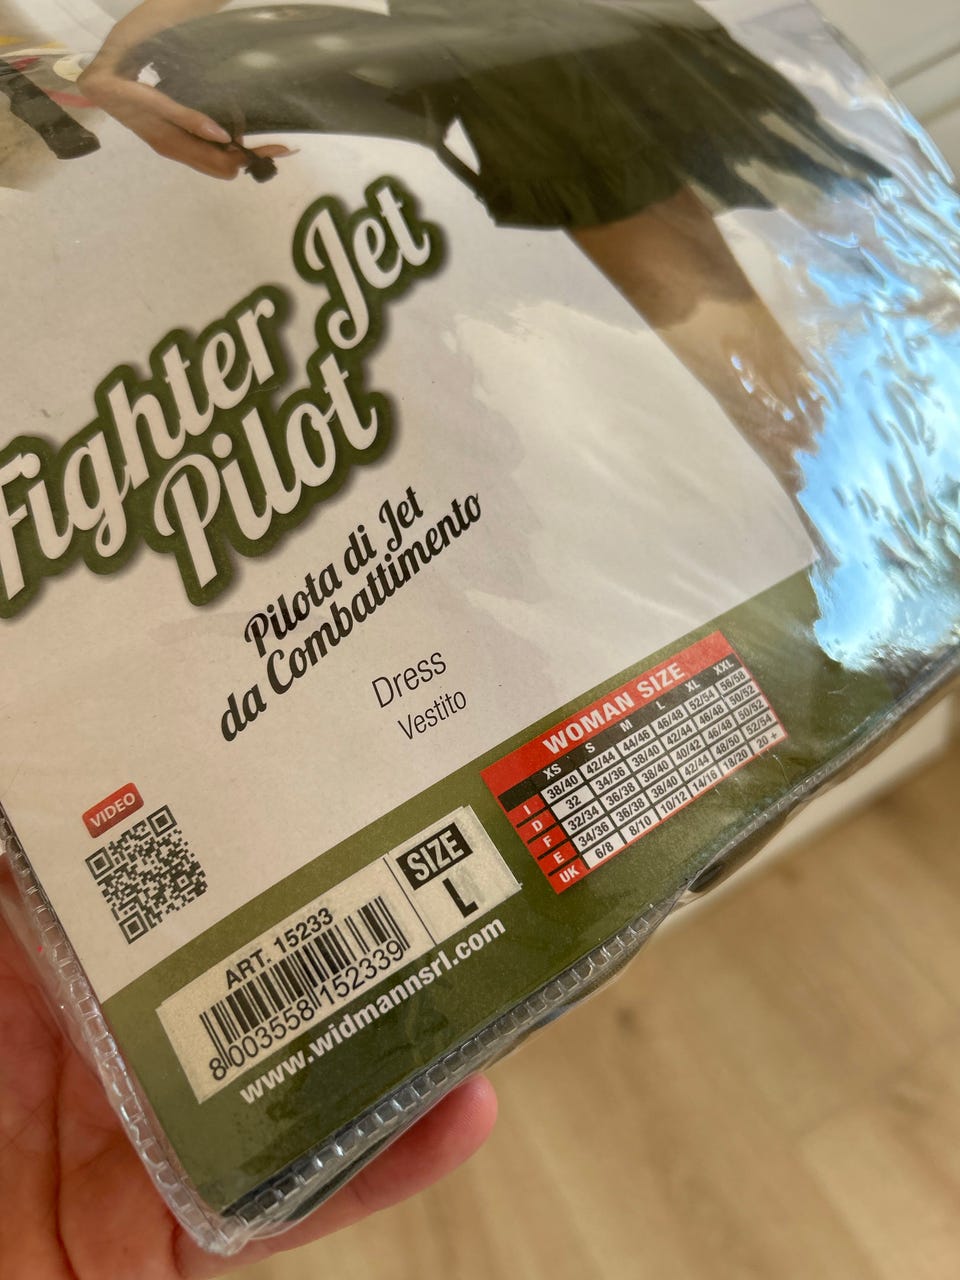 Fighter Jet
Pilot
Pilota di Jet
da Combattimento
Dress
Vestito
VIDEO
WOMAN SIZE
XS S M L XL XXL
I 38/40 42/44 44/46 46/48 52/54 56/58
D 32 34/36 38/40 42/44 46/48 50/52
F 32/34 36/38 38/40 40/42 46/48 50/52
E 34/36 36/38 38/40 42/44 48/50 52/54
UK 6/8 8/10 10/12 14/16 18/20 20 +
SIZE
L
ART. 15233
8 003558 152339
www.widmannsrl.com